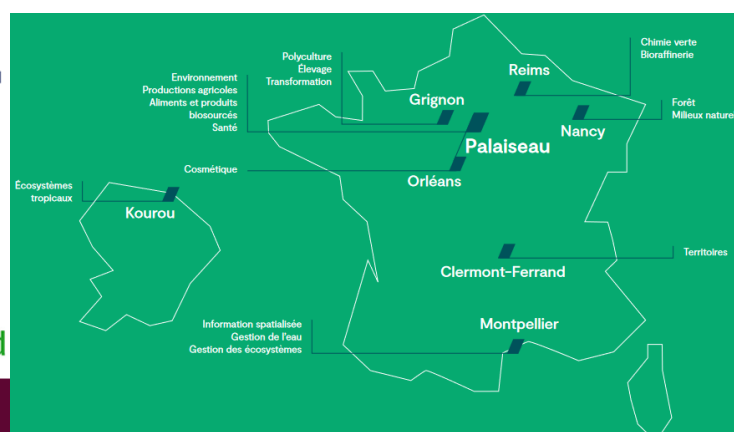 Polyculture
Élevage
Transformation
Chimie verte
Bioraffinerie
Environnement
Productions agricoles
Aliments et produits
biosourcés
Santé
Reims
Grignon
Forêt
Milieux nature
Nancy
Palaiseau
Cosmétique
Orléans
Écosystèmes
tropicaux
Kourou
Territoires
Clermont-Ferrand
Information spatialisée
Gestion de l'eau
Gestion des écosystèmes
Montpellier